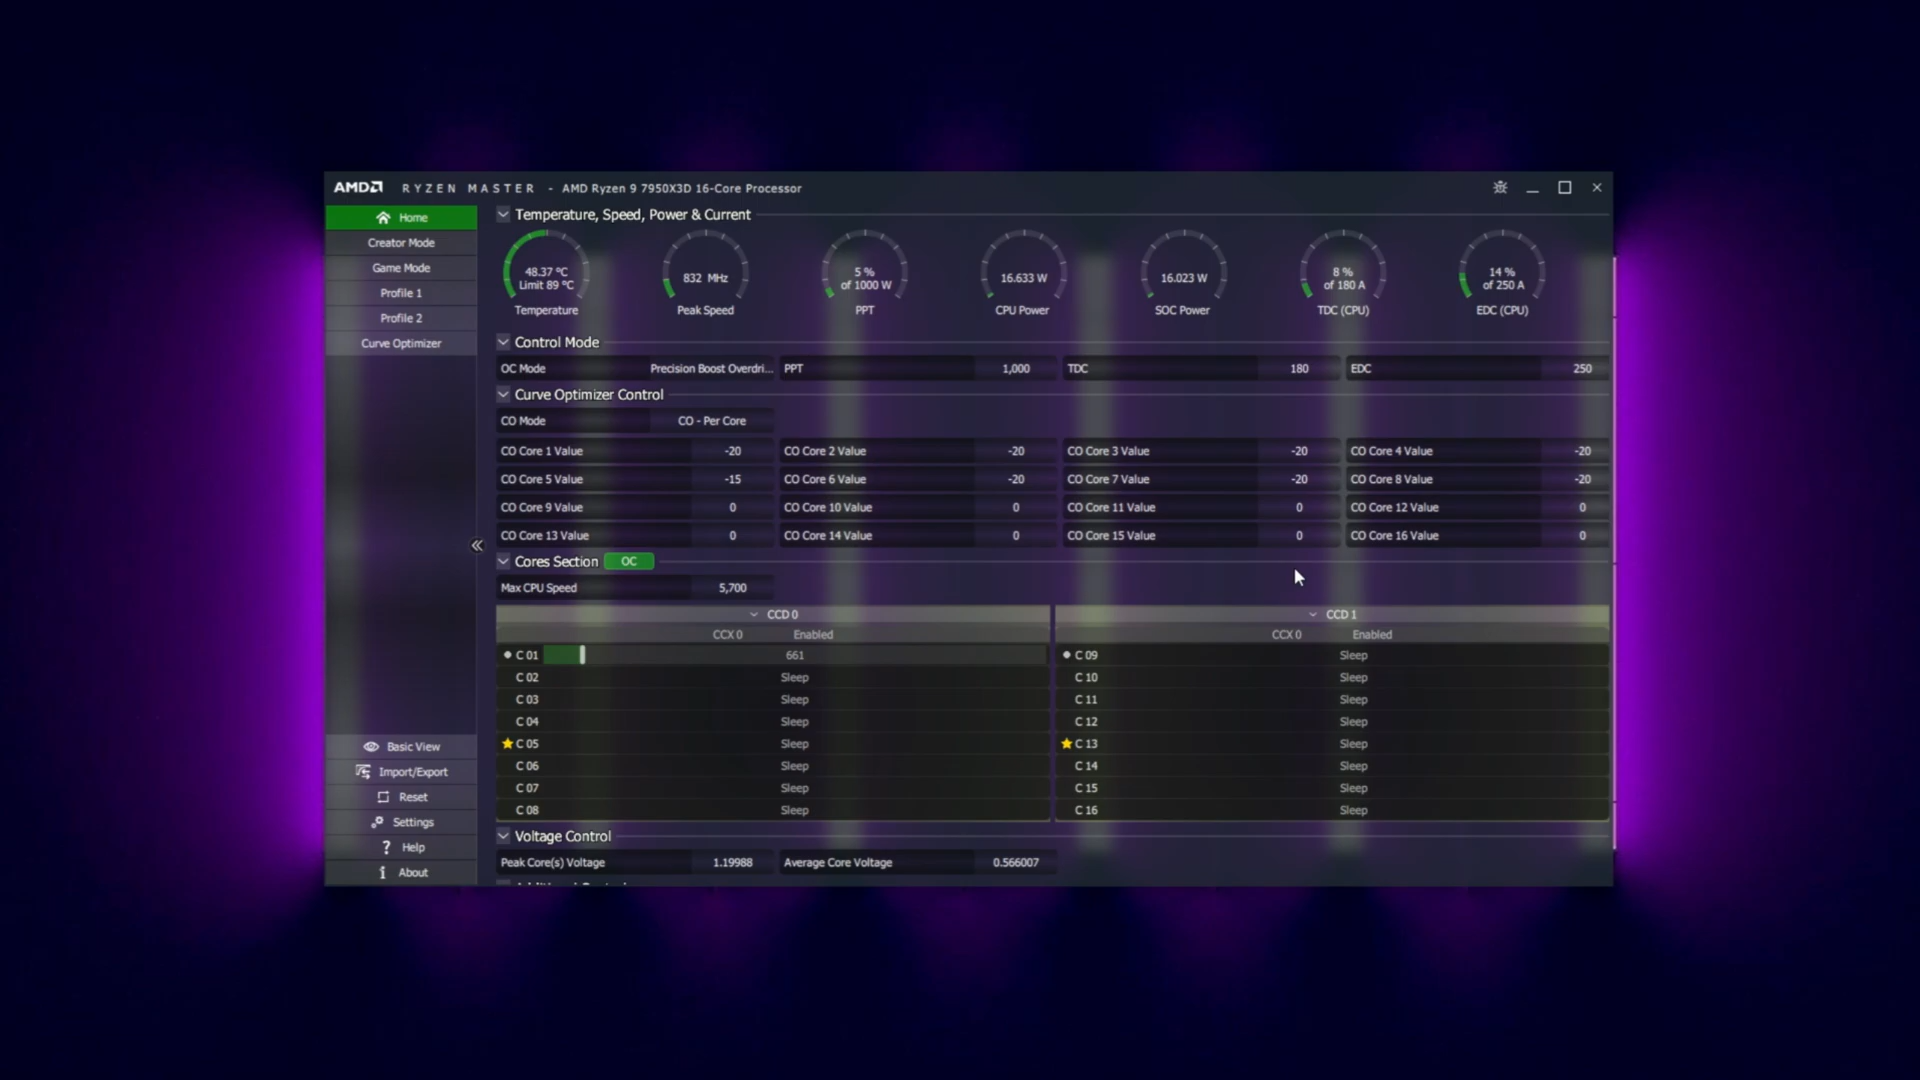 AMD RYZEN MASTER - AMD Ryzen 9 7950X3D 16-Core Processor
Home
Creator Mode
Game Mode
Profile 1
Profile 2
Curve Optimizer
Basic View
Import/Export
Reset
Settings
Help
About
Temperature, Speed, Power & Current
48.37 ºC
Limit 89 ºC
Temperature
832 MHz
Peak Speed
5 %
of 1000 W
PPT
16.633 W
CPU Power
16.023 W
SOC Power
8 %
of 180 A
TDC (CPU)
14 %
of 250 A
EDC (CPU)
Control Mode
OC Mode Precision Boost Overdri... PPT 1,000 TDC 180 EDC 250
Curve Optimizer Control
CO Mode CO - Per Core
CO Core 1 Value -20 CO Core 2 Value -20 CO Core 3 Value -20 CO Core 4 Value -20
CO Core 5 Value -15 CO Core 6 Value -20 CO Core 7 Value -20 CO Core 8 Value -20
CO Core 9 Value 0 CO Core 10 Value 0 CO Core 11 Value 0 CO Core 12 Value 0
CO Core 13 Value 0 CO Core 14 Value 0 CO Core 15 Value 0 CO Core 16 Value 0
Cores Section OC
Max CPU Speed 5,700
CCD 0
CCX 0 Enabled
C 01 661
C 02 Sleep
C 03 Sleep
C 04 Sleep
C 05 Sleep
C 06 Sleep
C 07 Sleep
C 08 Sleep
CCD 1
CCX 0 Enabled
C 09 Sleep
C 10 Sleep
C 11 Sleep
C 12 Sleep
C 13 Sleep
C 14 Sleep
C 15 Sleep
C 16 Sleep
Voltage Control
Peak Core(s) Voltage 1.19988 Average Core Voltage 0.566007